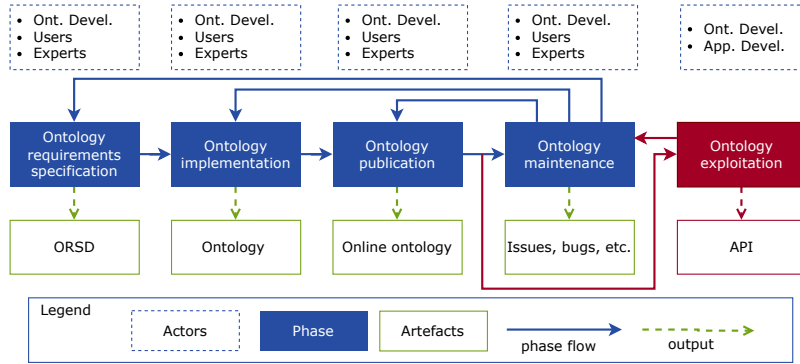 • Ont. Devel.
• Users
• Experts
• Ont. Devel.
• Users
• Experts
• Ont. Devel.
• Users
• Experts
• Ont. Devel.
• Users
• Experts
• Ont. Devel.
• App. Devel.
Ontology
requirements
specification
Ontology
implementation
Ontology
publication
Ontology
maintenance
Ontology
exploitation
ORSD
Ontology
Online ontology
Issues, bugs, etc.
API
Legend
Actors
Phase
Artefacts
phase flow
output